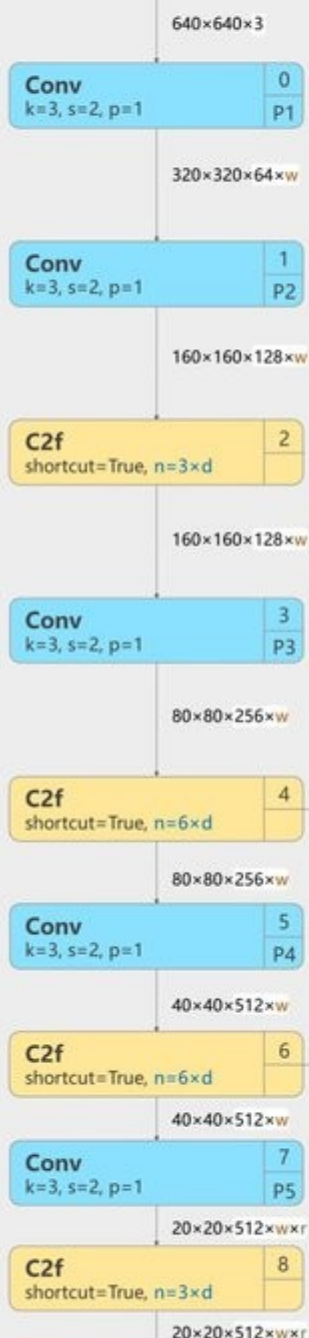 640×640×3
Conv
k=3, s=2, p=1
0
P1
320×320×64×w
Conv
k=3, s=2, p=1
1
P2
160×160×128×w
C2f
shortcut=True, n=3×d
2
160×160×128×w
Conv
k=3, s=2, p=1
3
P3
80×80×256×w
C2f
shortcut=True, n=6×d
4
80×80×256×w
Conv
k=3, s=2, p=1
5
P4
40×40×512×w
C2f
shortcut=True, n=6×d
6
40×40×512×w
Conv
k=3, s=2, p=1
7
P5
20×20×512×w×r
C2f
shortcut=True, n=3×d
8
20×20×512×w×r